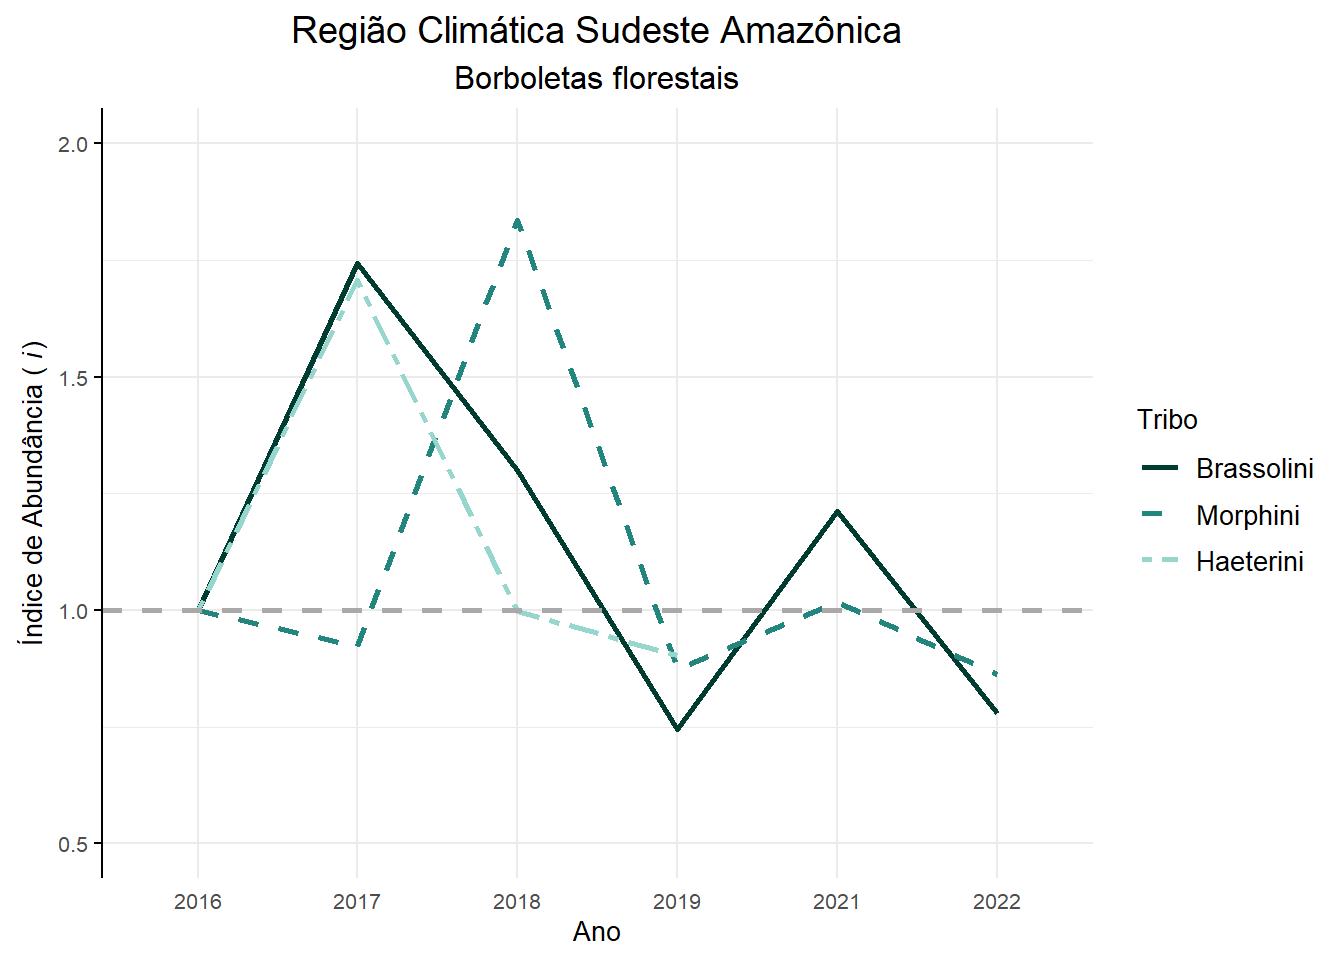 Região Climática Sudeste Amazônica
Borboletas florestais
Índice de Abundância ( i)
2.0
1.5
1.0
0.5
2016 2017 2018 2019 2021 2022
Ano
Tribo
Brassolini
Morphini
Haeterini